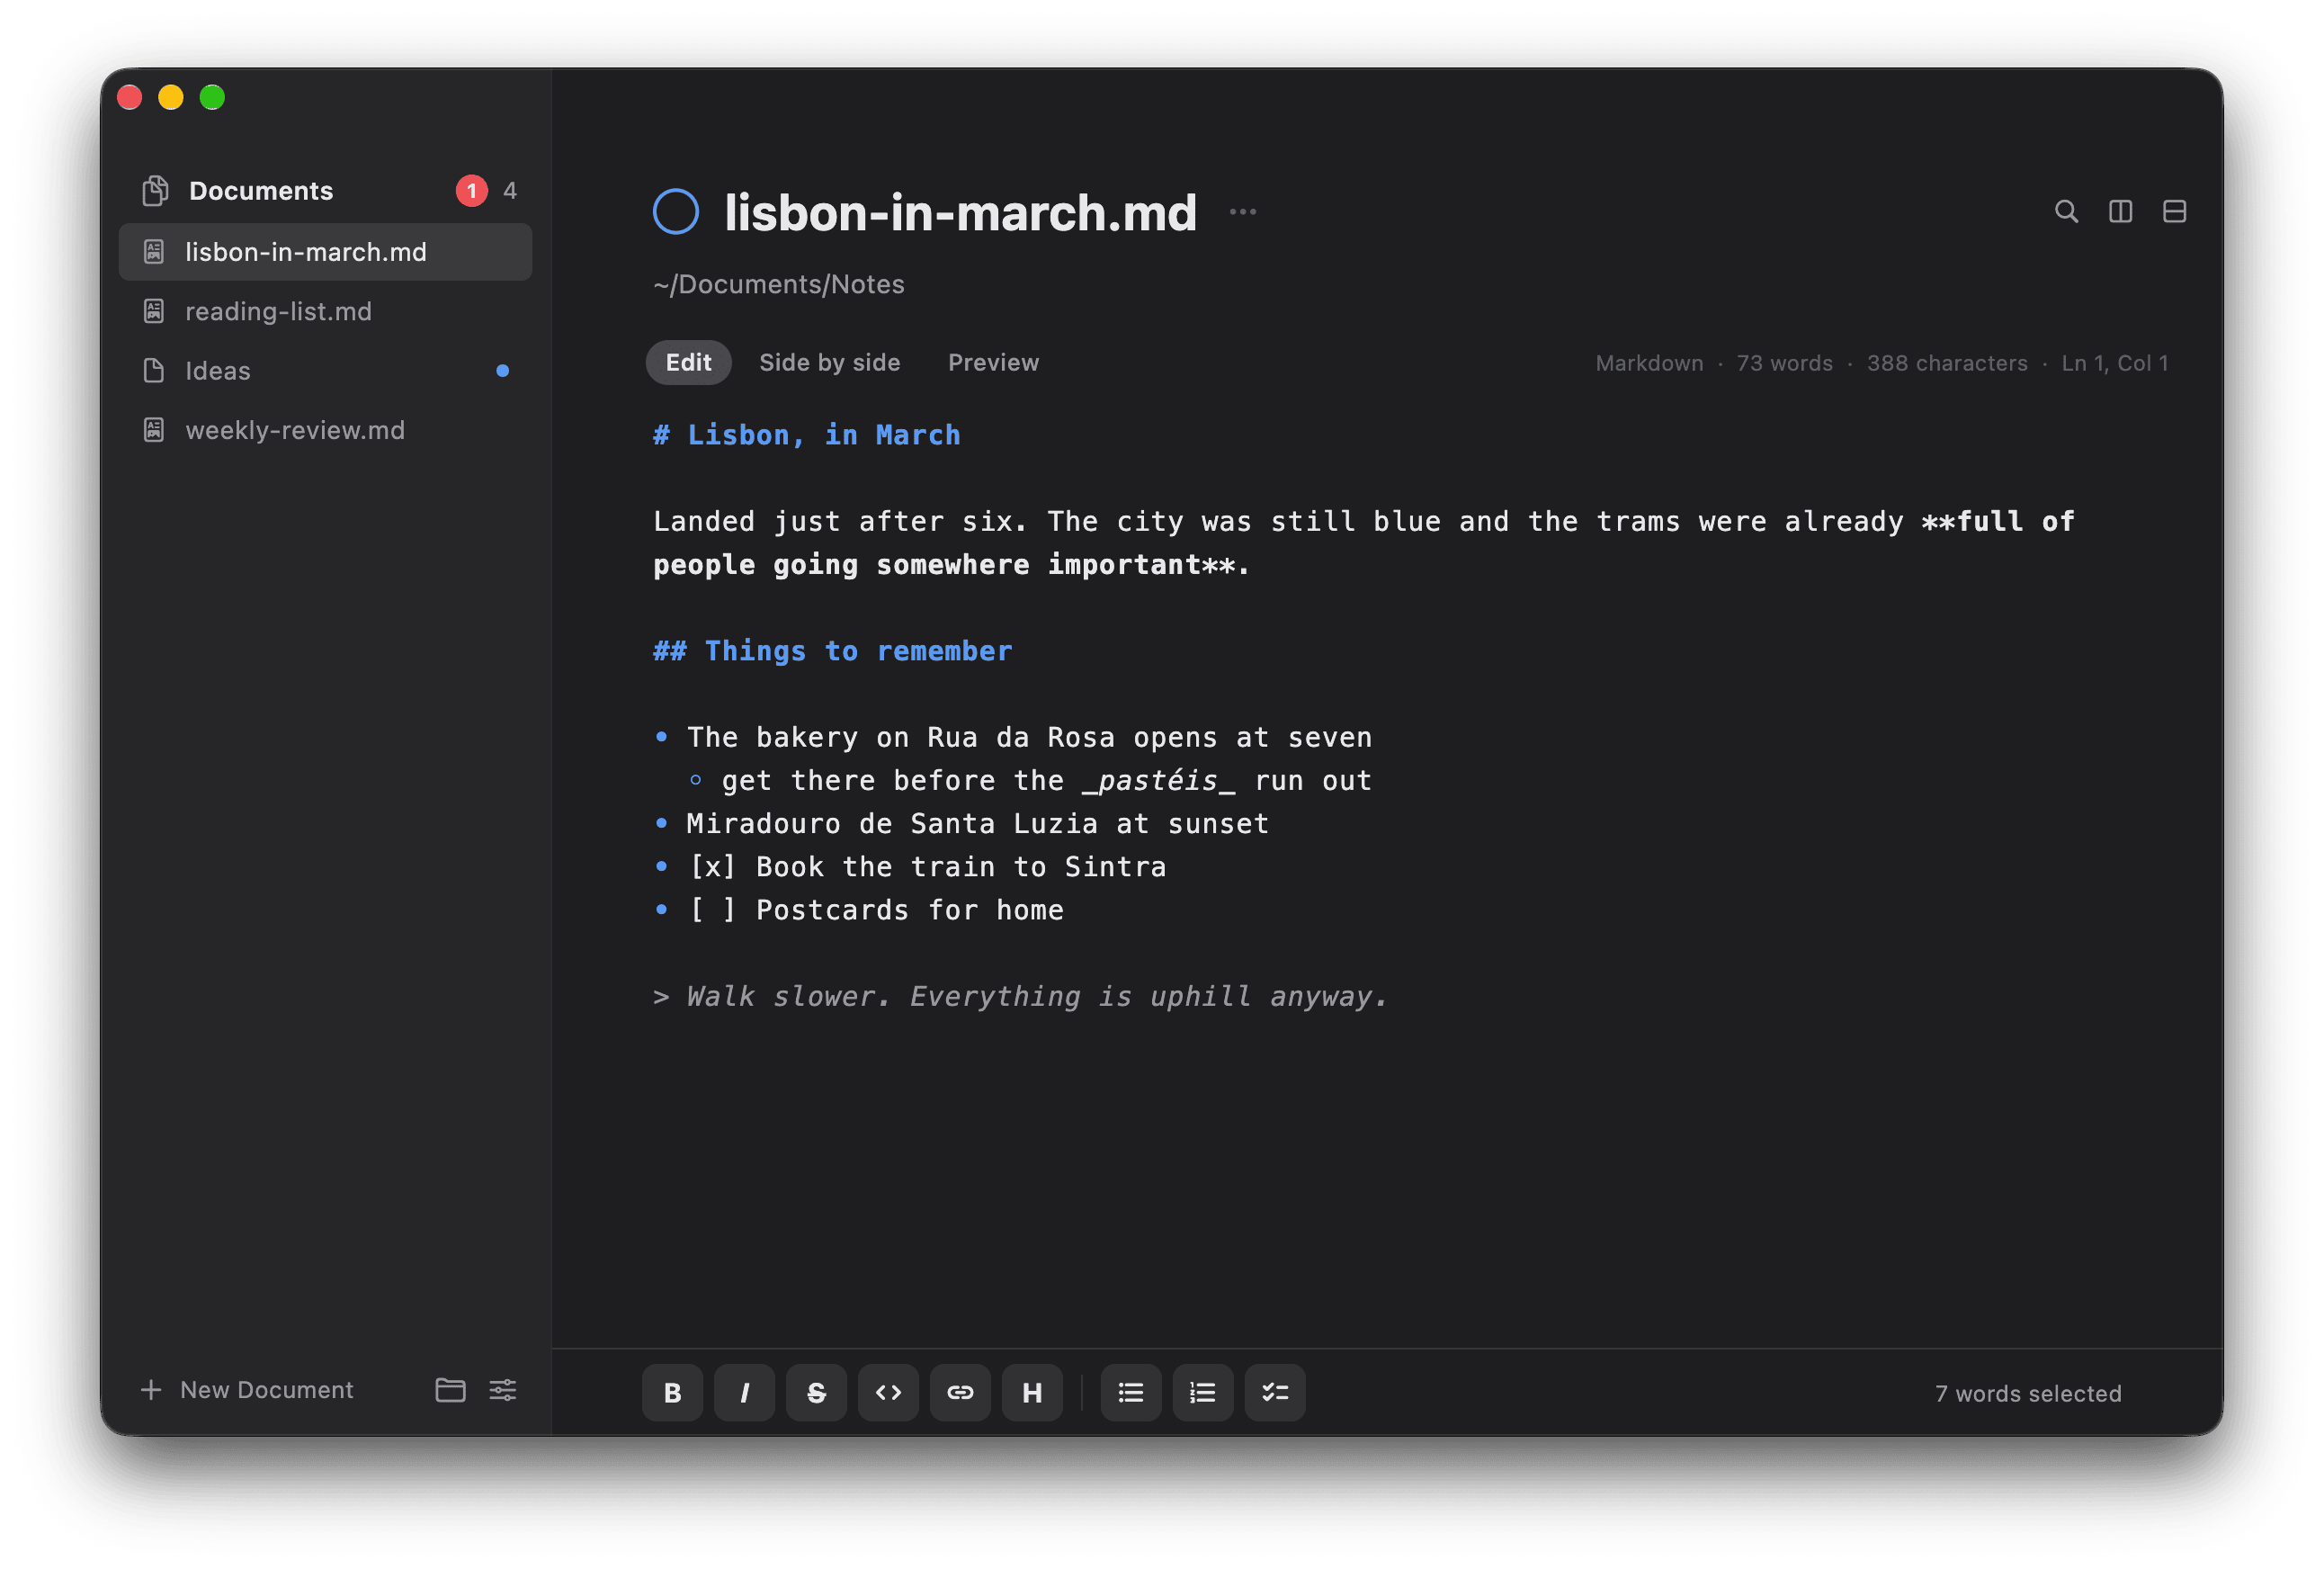 Documents 1 4
lisbon-in-march.md
reading-list.md
Ideas
weekly-review.md
New Document
lisbon-in-march.md
~/Documents/Notes
Edit Side by side Preview
Markdown · 73 words · 388 characters · Ln 1, Col 1
# Lisbon, in March
Landed just after six. The city was still blue and the trams were already **full of
people going somewhere important**.
## Things to remember
• The bakery on Rua da Rosa opens at seven
◦ get there before the _pastéis_ run out
• Miradouro de Santa Luzia at sunset
• [x] Book the train to Sintra
• [ ] Postcards for home
> Walk slower. Everything is uphill anyway.
B I S <> H
7 words selected